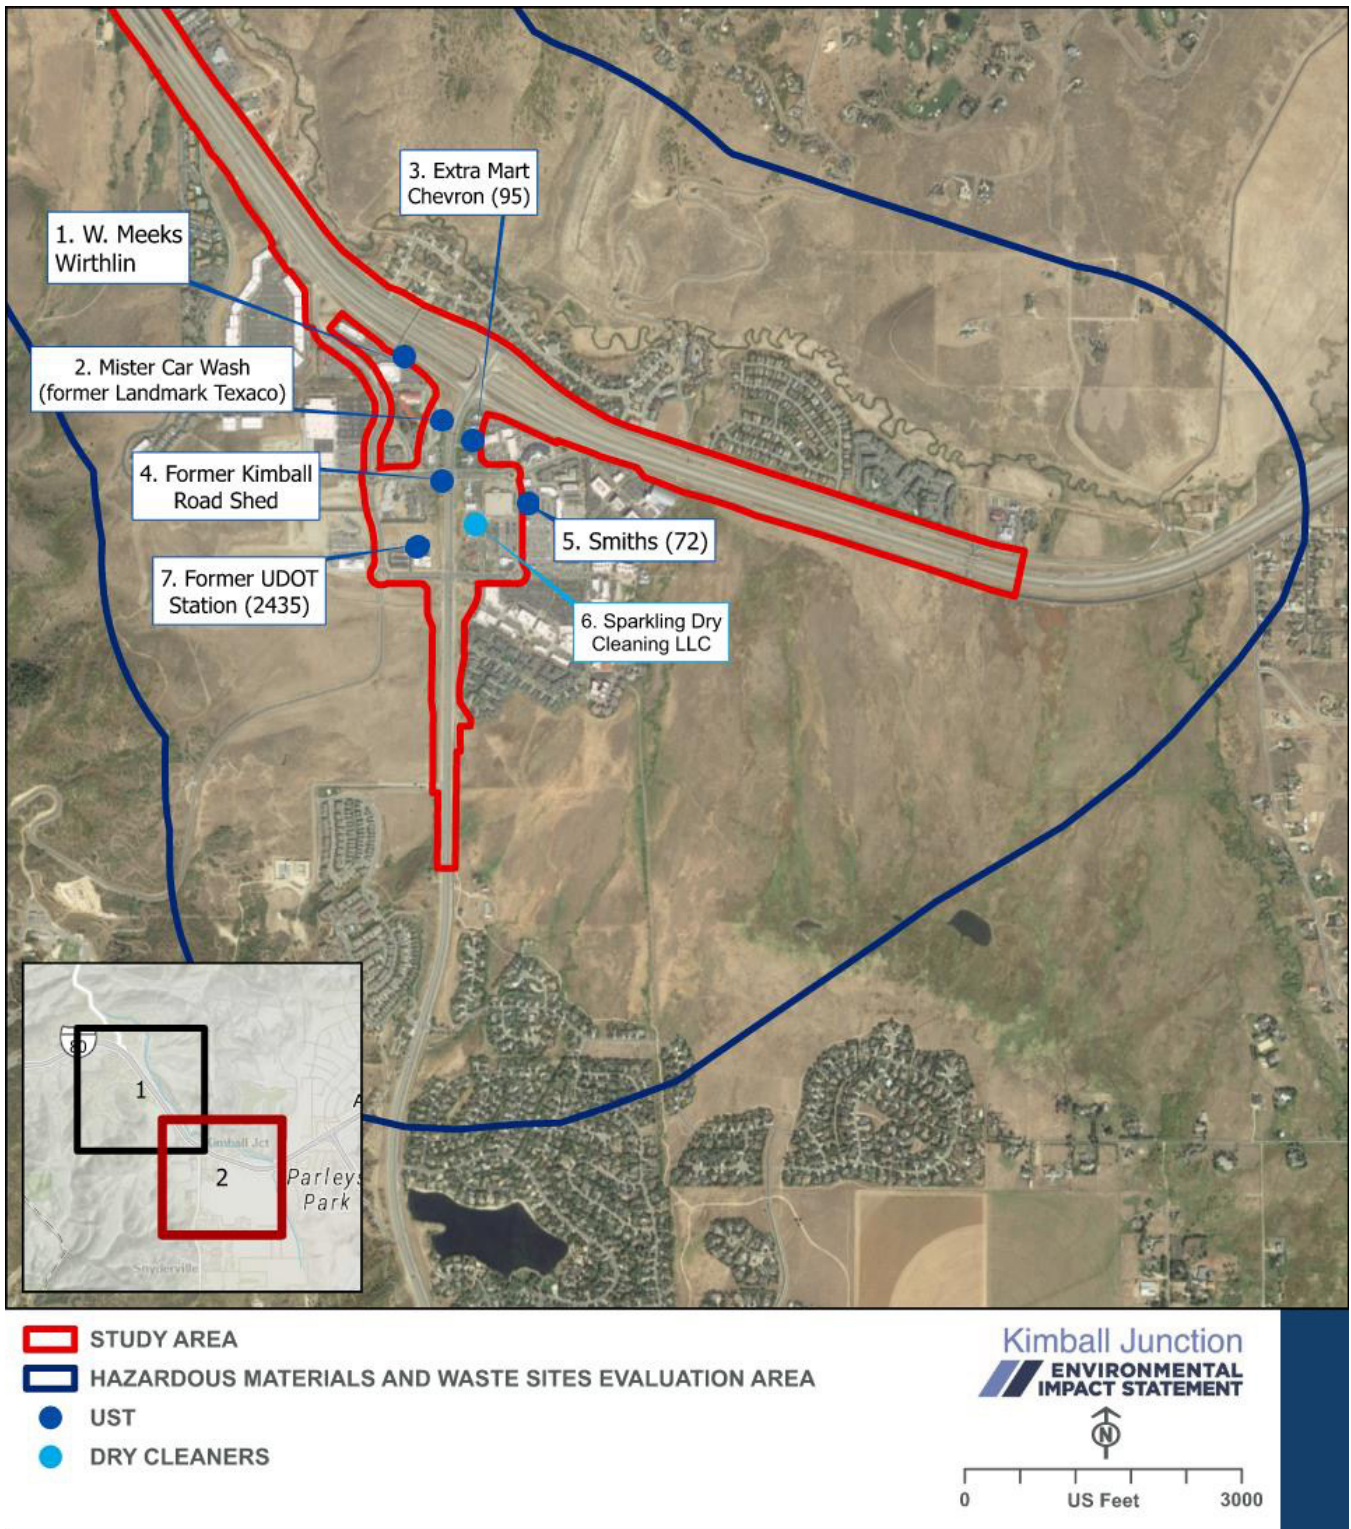 3. Extra Mart
Chevron (95)
1. W. Meeks
Wirthlin
2. Mister Car Wash
(former Landmark Texaco)
4. Former Kimball
Road Shed
5. Smiths (72)
7. Former UDOT
Station (2435)
6. Sparkling Dry
Cleaning LLC
80
1
A
Kimball Jct
2
Parleys
Park
Snyderville
STUDY AREA
HAZARDOUS MATERIALS AND WASTE SITES EVALUATION AREA
UST
DRY CLEANERS
Kimball Junction
ENVIRONMENTAL
IMPACT STATEMENT
N
0 US Feet 3000